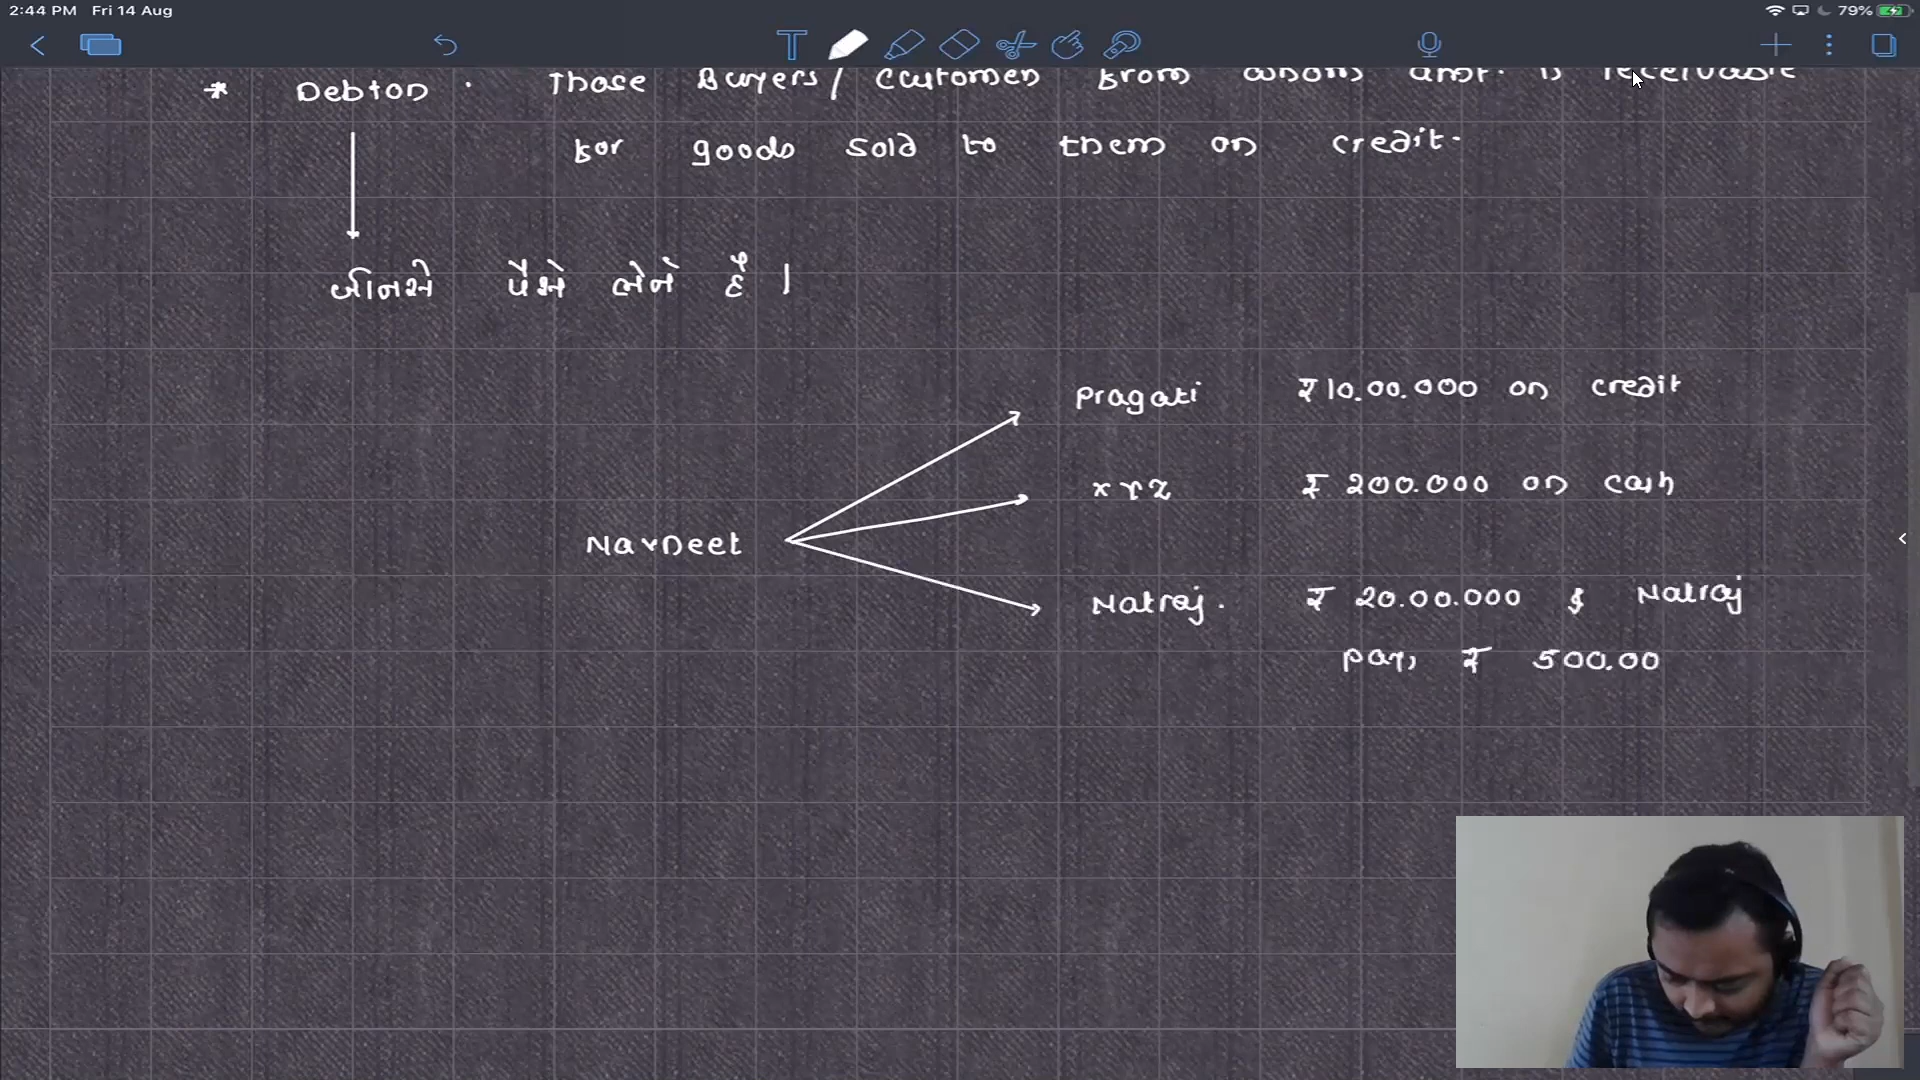 2:44 PM Fri 14 Aug
79%
* Debtor . Those Buyers / Customer from whom amt. is receivable
for goods sold to them on credit.
जीनसे पैसे लेने है ।
Pragati ₹ 10.00.000 on credit
XYZ ₹ 200.000 on cash
Navneet
Natraj. ₹ 20.00.000 & Natraj
pay, ₹ 500.00